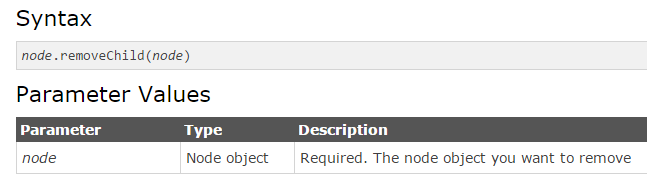 Syntax
node.removeChild(node)
Parameter Values
Parameter Type Description
node Node object Required. The node object you want to remove